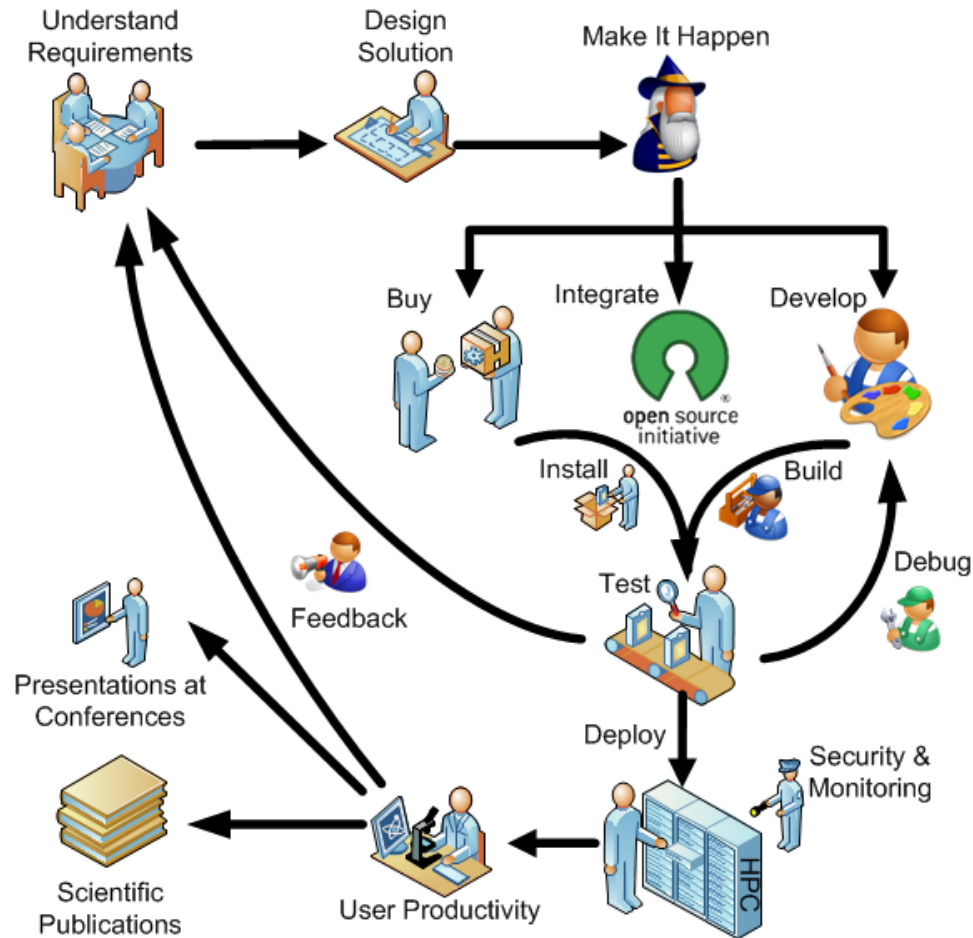 Understand
Requirements
Design
Solution
Make It Happen
Buy
Integrate
Develop
open source
initiative
®
Install
Build
Test
Debug
Feedback
Presentations at
Conferences
Deploy
Security &
Monitoring
HPC
Scientific
Publications
User Productivity